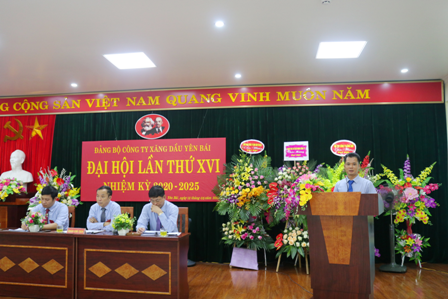 CỘNG SẢN VIỆT NAM QUANG VINH MUÔN NĂM
ĐẢNG BỘ CÔNG TY XĂNG DẦU YÊN BÁI
ĐẠI HỘI LẦN THỨ XVI
NHIỆM KỲ 2020 - 2025